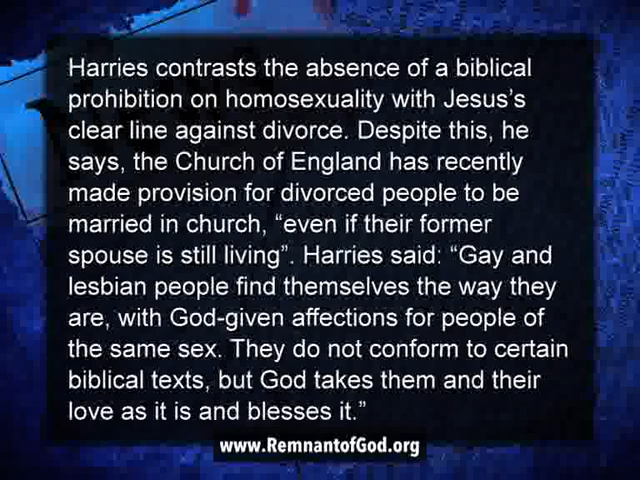 Harries contrasts the absence of a biblical
prohibition on homosexuality with Jesus's
clear line against divorce. Despite this, he
says, the Church of England has recently
made provision for divorced people to be
married in church, “even if their former
spouse is still living”. Harries said: “Gay and
lesbian people find themselves the way they
are, with God-given affections for people of
the same sex. They do not conform to certain
biblical texts, but God takes them and their
love as it is and blesses it.”
www.RemnantofGod.org